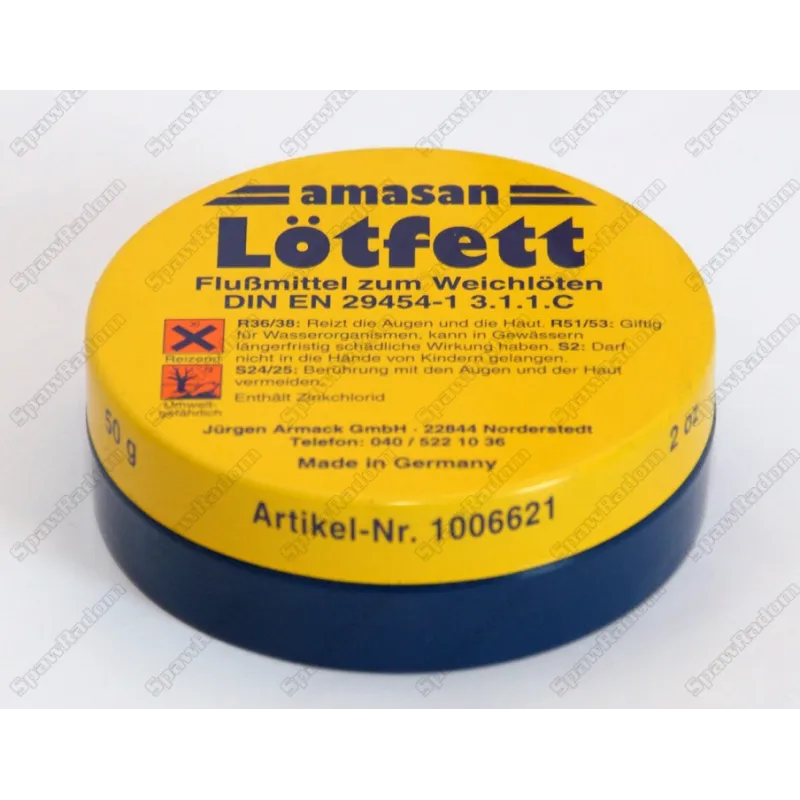 amasan
Lötfett
Flußmittel zum Weichlöten
DIN EN 29454-1 3.1.1.C
R36/38: Reizt die Augen und die Haut. R51/53: Giftig
für Wasserorganismen, kann in Gewässern
längerfristig schädliche Wirkung haben. S2: Darf
nicht in die Hände von Kindern gelangen.
S24/25: Berührung mit den Augen und der Haut
vermeiden.
Enthält Zinkchlorid
Xi
Reizend
N
Umwelt-
gefährlich
Jürgen Armack GmbH · 22844 Norderstedt
Telefon: 040 / 522 10 36
Made in Germany
50 g
2 oz
Artikel-Nr. 1006621
SpawRadom